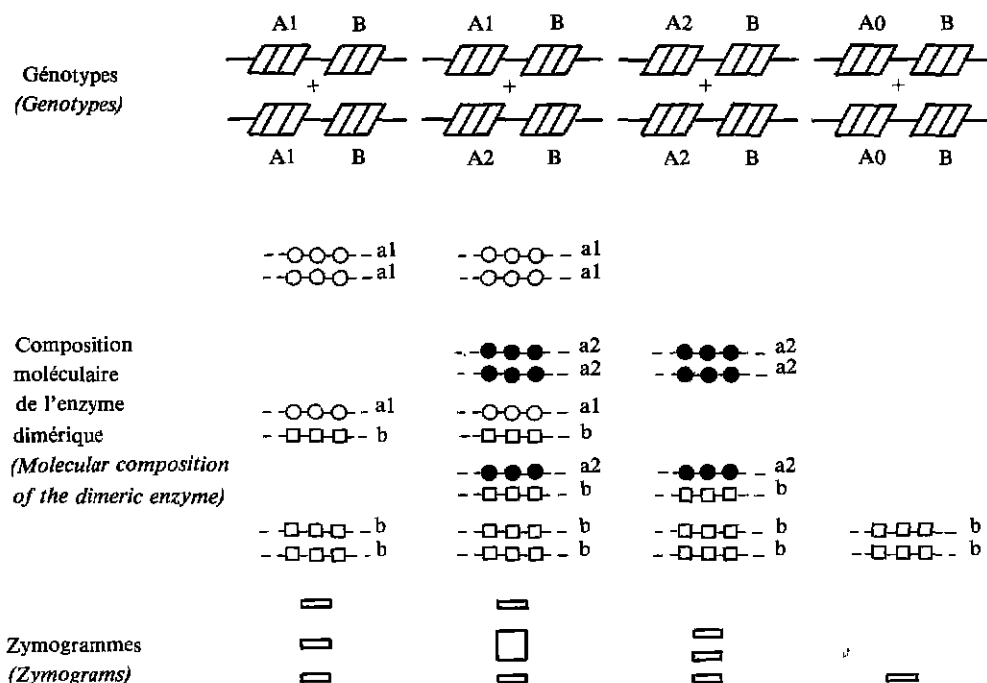 A1 B A1 B A2 B A0 B
Génotypes
(Genotypes)
+ + + +
A1 B A2 B A2 B A0 B
a1 a1
a1 a1
Composition
a2 a2
moléculaire
a2 a2
de l'enzyme
a1 a1
dimérique
b b
(Molecular composition
a2 a2
of the dimeric enzyme)
b b
b b b b
b b b b
Zymogrammes
(Zymograms)